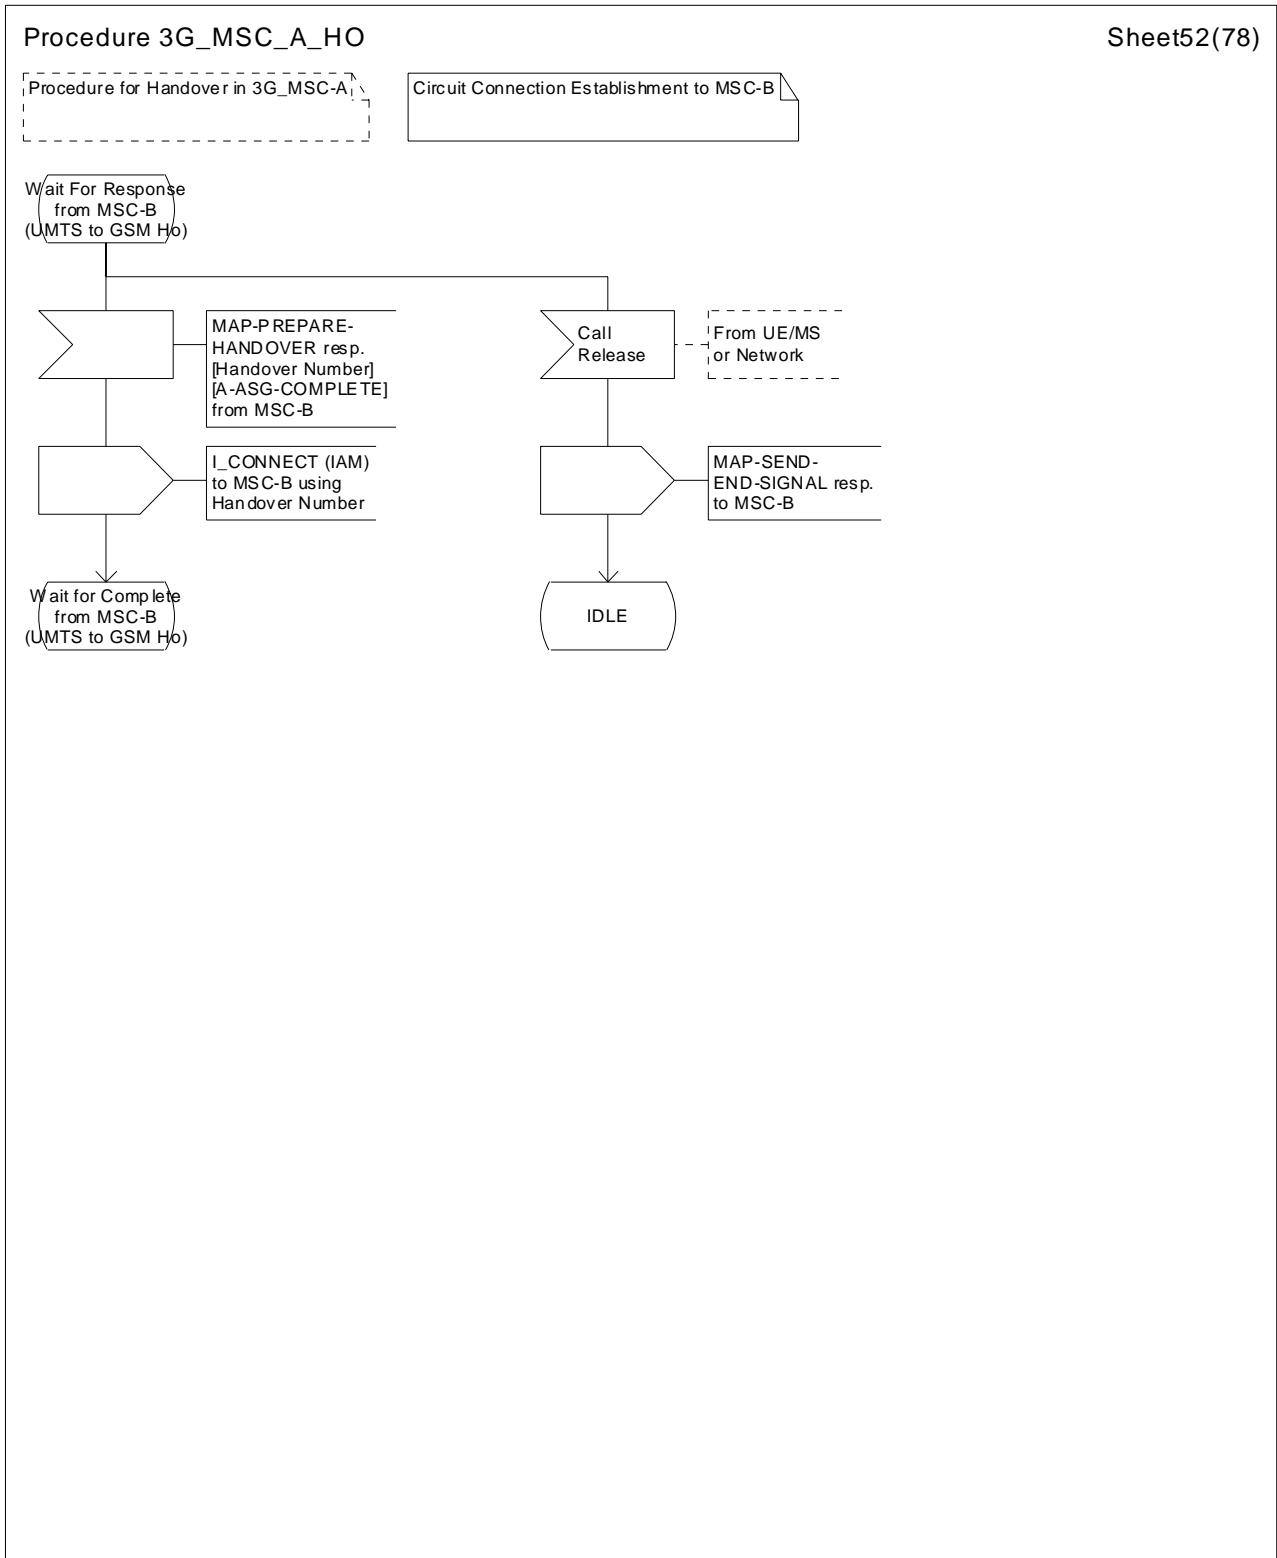 Procedure 3G_MSC_A_HO
Sheet52(78)
Procedure for Handover in 3G_MSC-A
Circuit Connection Establishment to MSC-B
Wait For Response
from MSC-B
(UMTS to GSM Ho)
MAP-PREPARE-
HANDOVER resp.
[Handover Number]
[A-ASG-COMPLETE]
from MSC-B
Call
Release
From UE/MS
or Network
I_CONNECT (IAM)
to MSC-B using
Handover Number
MAP-SEND-
END-SIGNAL resp.
to MSC-B
Wait for Complete
from MSC-B
(UMTS to GSM Ho)
IDLE